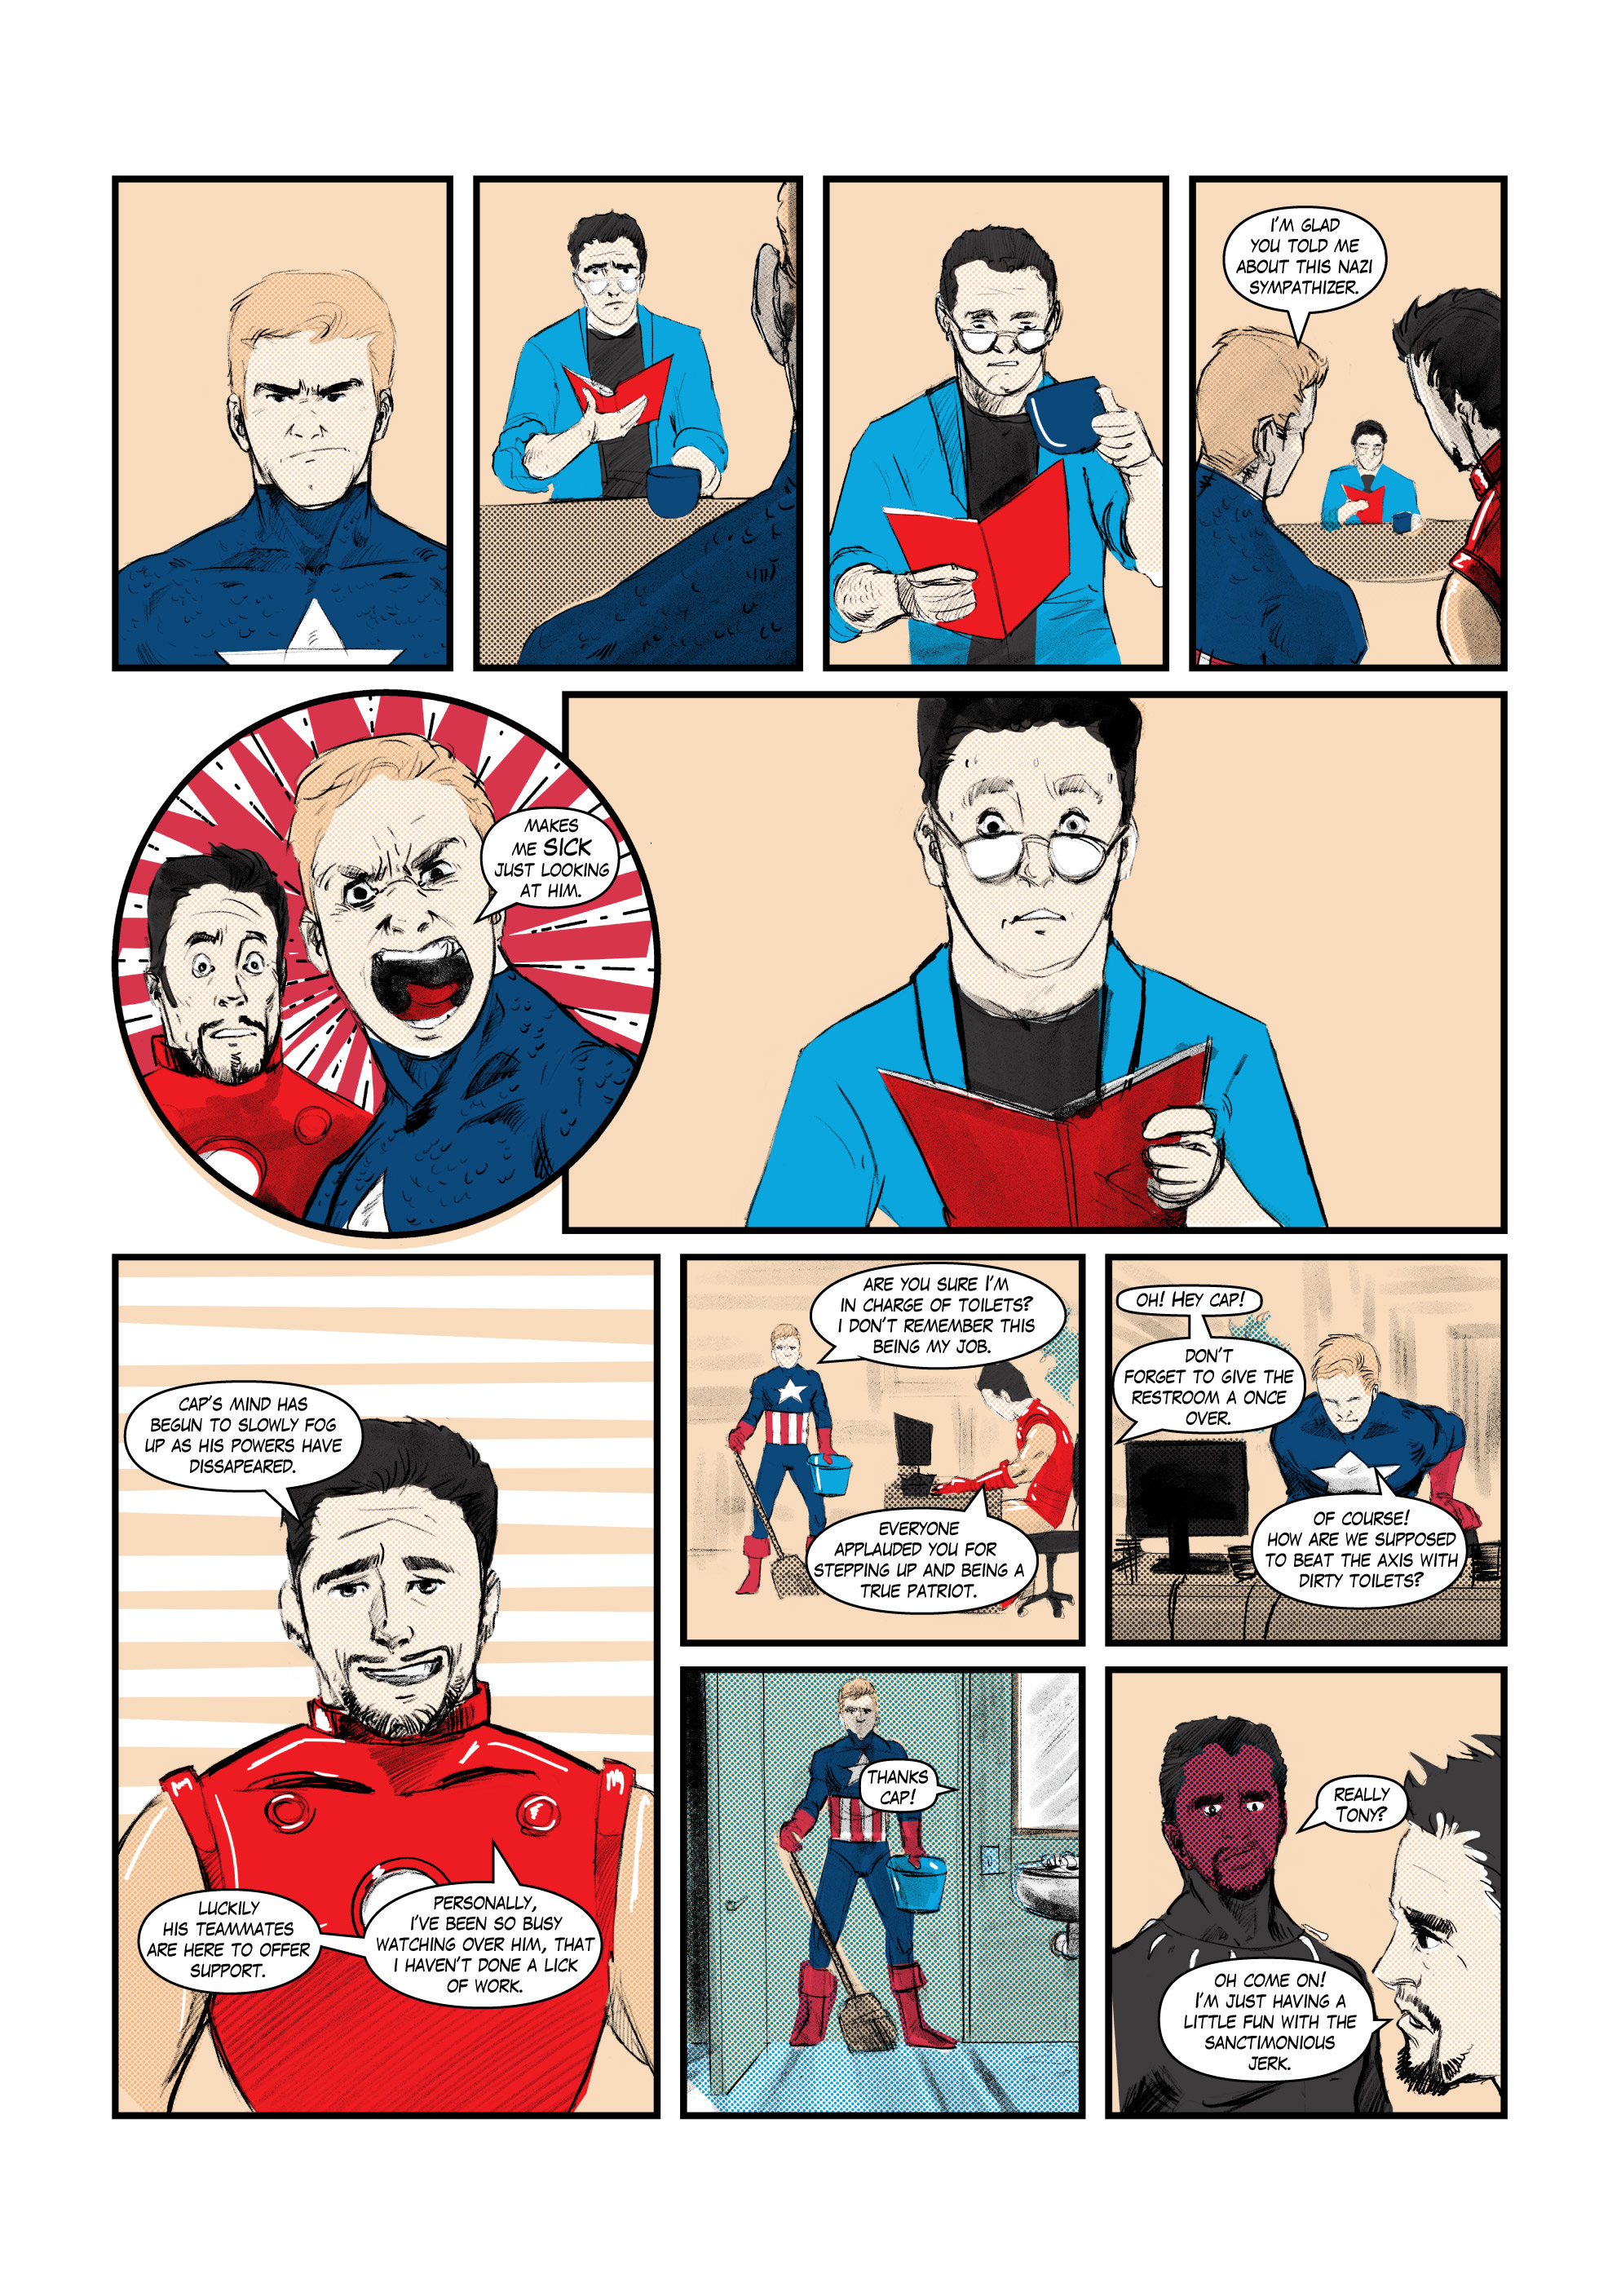 I'M GLAD
YOU TOLD ME
ABOUT THIS NAZI
SYMPATHIZER.
MAKES
ME SICK
JUST LOOKING
AT HIM.
CAP'S MIND HAS
BEGUN TO SLOWLY FOG
UP AS HIS POWERS HAVE
DISSAPEARED.
LUCKILY
HIS TEAMMATES
ARE HERE TO OFFER
SUPPORT.
PERSONALLY,
I'VE BEEN SO BUSY
WATCHING OVER HIM, THAT
I HAVEN'T DONE A LICK
OF WORK.
ARE YOU SURE I'M
IN CHARGE OF TOILETS?
I DON'T REMEMBER THIS
BEING MY JOB.
EVERYONE
APPLAUDED YOU FOR
STEPPING UP AND BEING A
TRUE PATRIOT.
OH! HEY CAP!
DON'T
FORGET TO GIVE THE
RESTROOM A ONCE
OVER.
OF COURSE!
HOW ARE WE SUPPOSED
TO BEAT THE AXIS WITH
DIRTY TOILETS?
THANKS
CAP!
REALLY
TONY?
OH COME ON!
I'M JUST HAVING A
LITTLE FUN WITH THE
SANCTIMONIOUS
JERK.